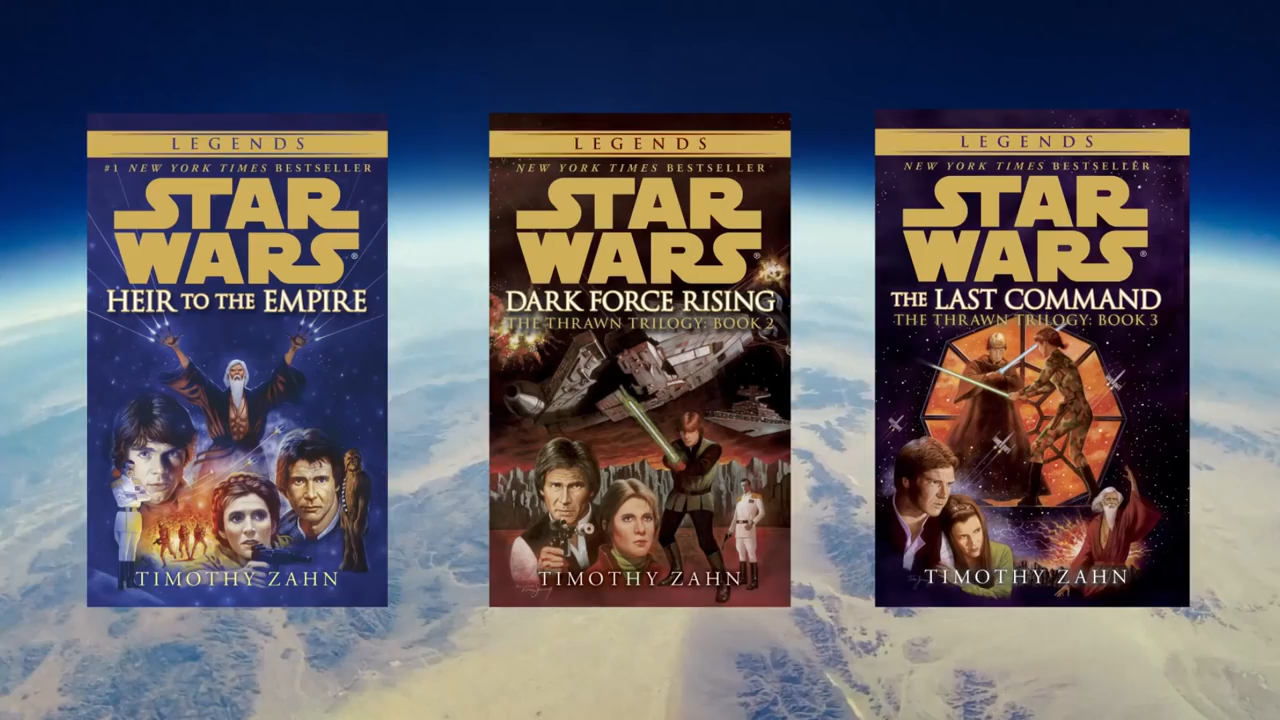 LEGENDS
#1 NEW YORK TIMES BESTSELLER
STAR
WARS®
HEIR TO THE EMPIRE
TIMOTHY ZAHN
LEGENDS
NEW YORK TIMES BESTSELLER
STAR
WARS®
DARK FORCE RISING
THE THRAWN TRILOGY: BOOK 2
TIMOTHY ZAHN
LEGENDS
NEW YORK TIMES BESTSELLER
STAR
WARS®
THE LAST COMMAND
THE THRAWN TRILOGY: BOOK 3
TIMOTHY ZAHN